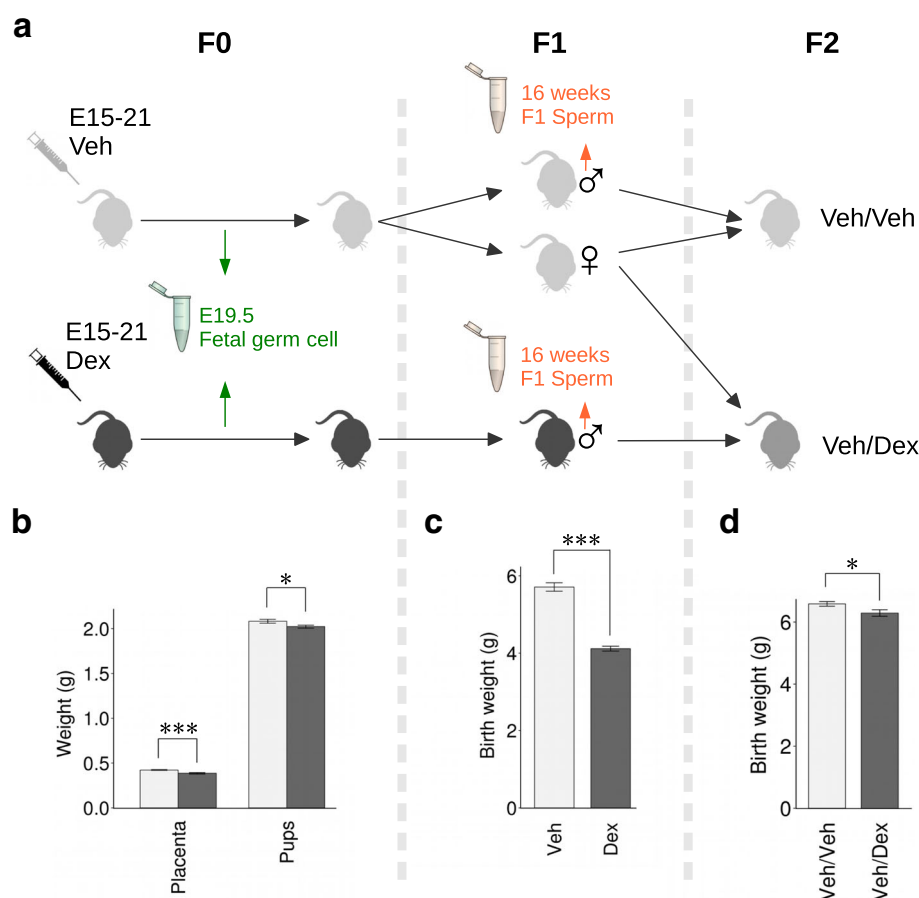 a
F0
F1
F2
E15-21
Veh
16 weeks
F1 Sperm
♂
Veh/Veh
♀
E19.5
Fetal germ cell
E15-21
Dex
16 weeks
F1 Sperm
♂
Veh/Dex
b
Weight (g)
2.0
1.5
1.0
0.5
0.0
***
*
Placenta
Pups
c
Birth weight (g)
6
4
2
0
***
Veh
Dex
d
Birth weight (g)
6
4
2
0
*
Veh/Veh
Veh/Dex